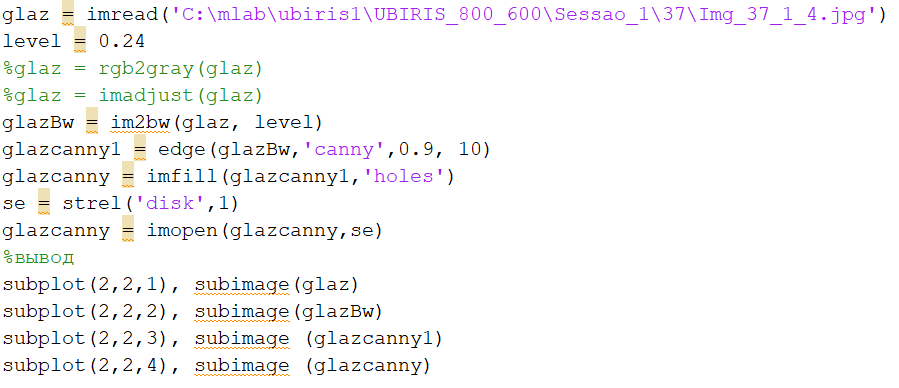 glaz = imread('C:\mlab\ubiris1\UBIRIS_800_600\Sessao_1\37\Img_37_1_4.jpg')
level = 0.24
%glaz = rgb2gray(glaz)
%glaz = imadjust(glaz)
glazBw = im2bw(glaz, level)
glazcanny1 = edge(glazBw,'canny',0.9, 10)
glazcanny = imfill(glazcanny1,'holes')
se = strel('disk',1)
glazcanny = imopen(glazcanny,se)
%вывод
subplot(2,2,1), subimage(glaz)
subplot(2,2,2), subimage(glazBw)
subplot(2,2,3), subimage (glazcanny1)
subplot(2,2,4), subimage (glazcanny)